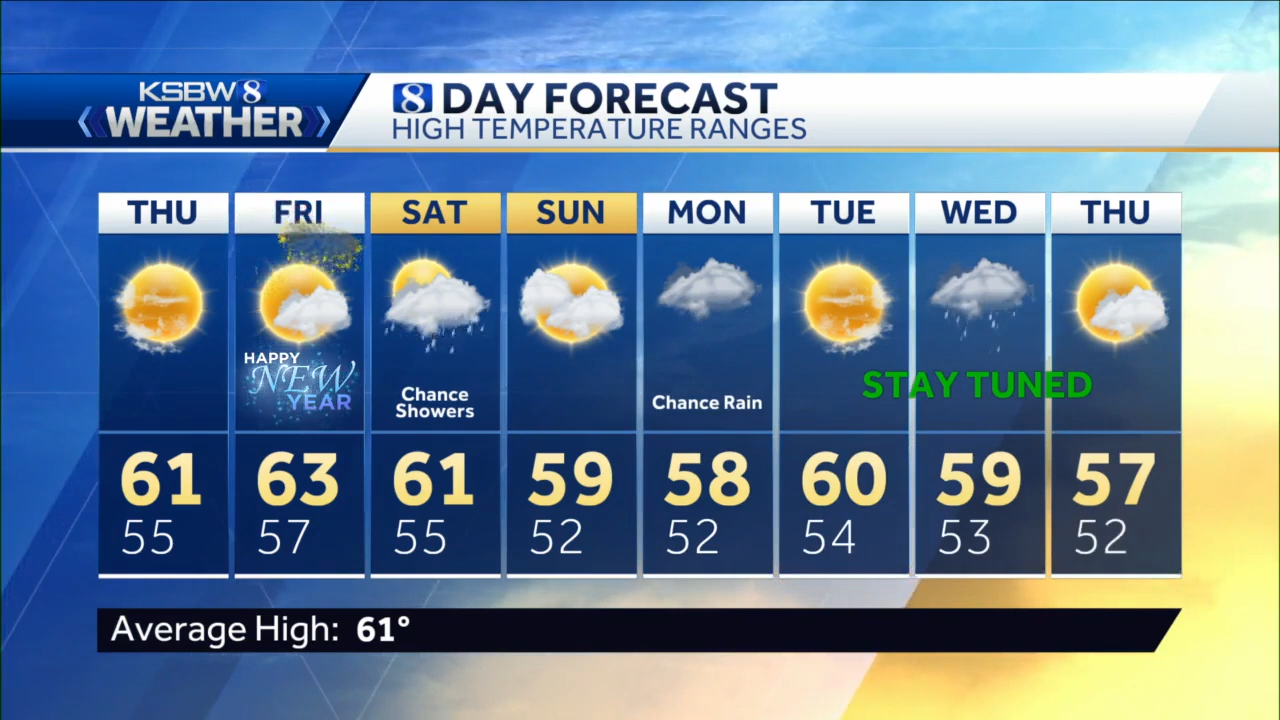 KSBW 8
WEATHER
8 DAY FORECAST
HIGH TEMPERATURE RANGES
THU FRI SAT SUN MON TUE WED THU
HAPPY
NEW
YEAR
Chance
Showers
Chance Rain
STAY TUNED
61 63 61 59 58 60 59 57
55 57 55 52 52 54 53 52
Average High: 61°